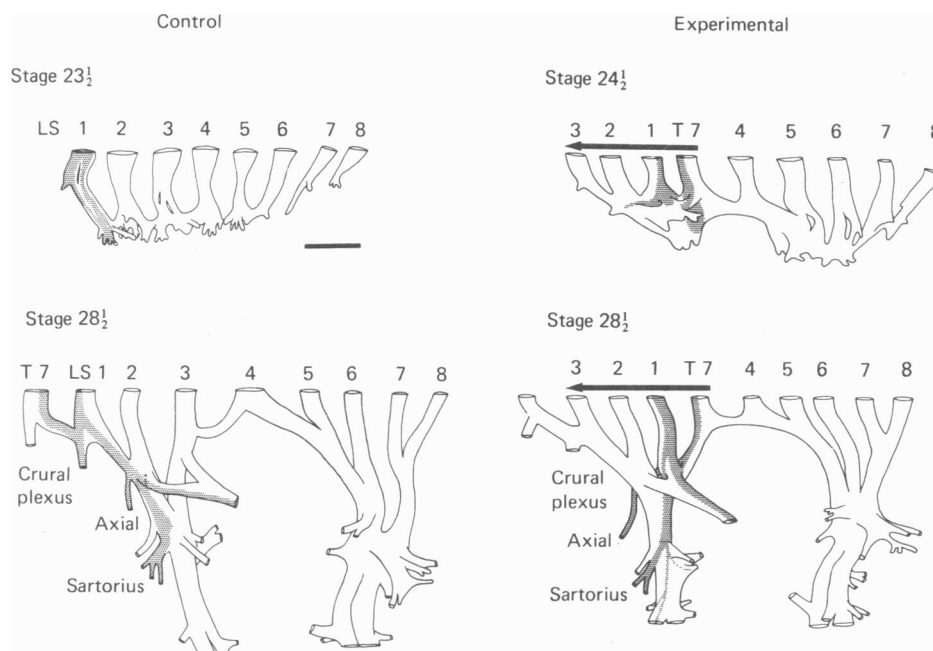 Control
Experimental
Stage 23½
Stage 24½
LS 1 2 3 4 5 6 7 8
3 2 1 T 7 4 5 6 7 8
Stage 28½
Stage 28½
T 7 LS 1 2 3 4 5 6 7 8
3 2 1 T 7 4 5 6 7 8
Crural
plexus
Axial
Sartorius
Crural
plexus
Axial
Sartorius